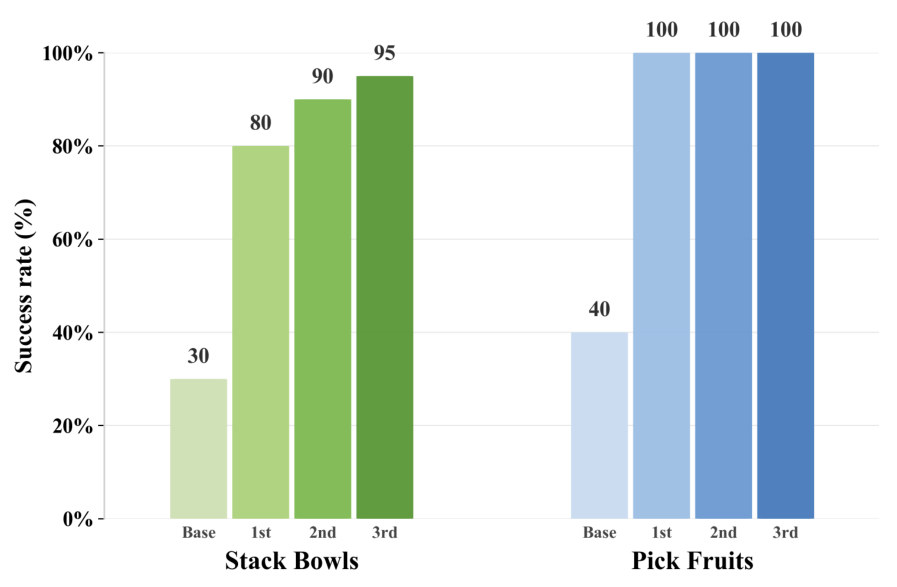 Success rate (%)
100%
80%
60%
40%
20%
0%
30
80
90
95
40
100
100
100
Base
1st
2nd
3rd
Base
1st
2nd
3rd
Stack Bowls
Pick Fruits